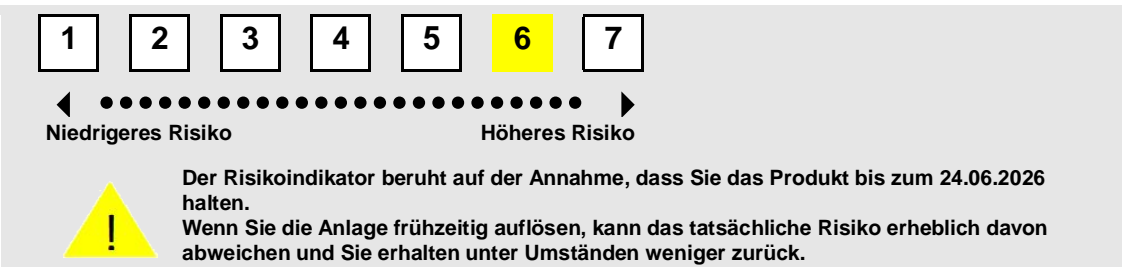 1 2 3 4 5 6 7
Niedrigeres Risiko Höheres Risiko
Der Risikoindikator beruht auf der Annahme, dass Sie das Produkt bis zum 24.06.2026
halten.
Wenn Sie die Anlage frühzeitig auflösen, kann das tatsächliche Risiko erheblich davon
abweichen und Sie erhalten unter Umständen weniger zurück.
!